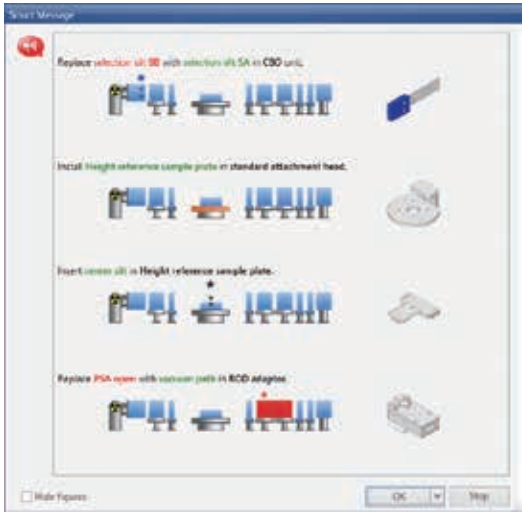 Smart Message
Replace selection slit BB with selection slit SA in CBO unit.
Install Height reference sample plate in standard attachment head.
Insert center slit in Height reference sample plate.
Replace PSA open with vacuum path in ROD adaptor.
Hide figures
OK
Stop